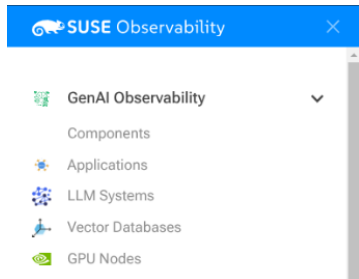 SUSE Observability
GenAI Observability
Components
Applications
LLM Systems
Vector Databases
GPU Nodes